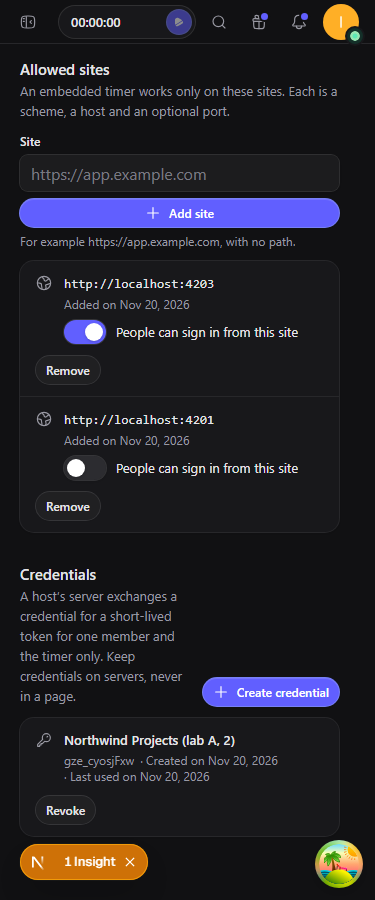 00:00:00
I
Allowed sites
An embedded timer works only on these sites. Each is a
scheme, a host and an optional port.
Site
https://app.example.com
+ Add site
For example https://app.example.com, with no path.
http://localhost:4203
Added on Nov 20, 2026
People can sign in from this site
Remove
http://localhost:4201
Added on Nov 20, 2026
People can sign in from this site
Remove
Credentials
A host's server exchanges a
credential for a short-lived
token for one member and
the timer only. Keep
credentials on servers, never
in a page.
+ Create credential
Northwind Projects (lab A, 2)
gze_cyosjFxw · Created on Nov 20, 2026
· Last used on Nov 20, 2026
Revoke
N 1 Insight ×